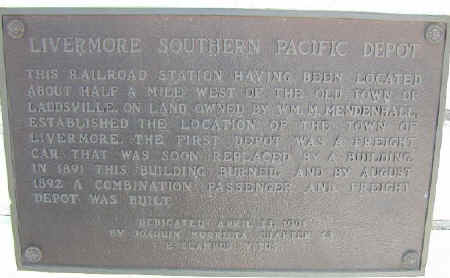 LIVERMORE SOUTHERN PACIFIC DEPOT
THIS RAILROAD STATION HAVING BEEN LOCATED
ABOUT HALF A MILE WEST OF THE OLD TOWN OF
LADDSVILLE, ON LAND OWNED BY WM. M. MENDENHALL,
ESTABLISHED THE LOCATION OF THE TOWN OF
LIVERMORE. THE FIRST DEPOT WAS A FREIGHT
CAR THAT WAS SOON REPLACED BY A BUILDING.
IN 1891 THIS BUILDING BURNED, AND BY AUGUST
1892 A COMBINATION PASSENGER AND FREIGHT
DEPOT WAS BUILT.
DEDICATED APRIL
BY JOAQUIN MURRIETA CHAPTER
E CLAMPUS VITUS